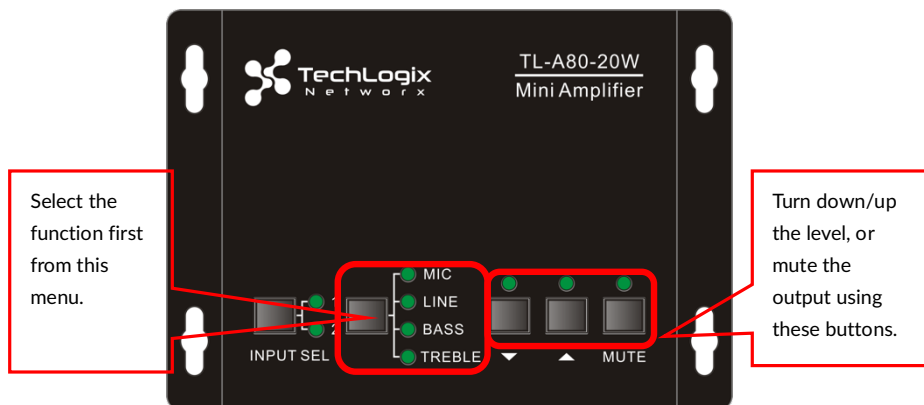 TechLogix
Networx
TL-A80-20W
Mini Amplifier
Select the
function first
from this
menu.
Turn down/up
the level, or
mute the
output using
these buttons.
1
2
INPUT SEL
MIC
LINE
BASS
TREBLE
MUTE